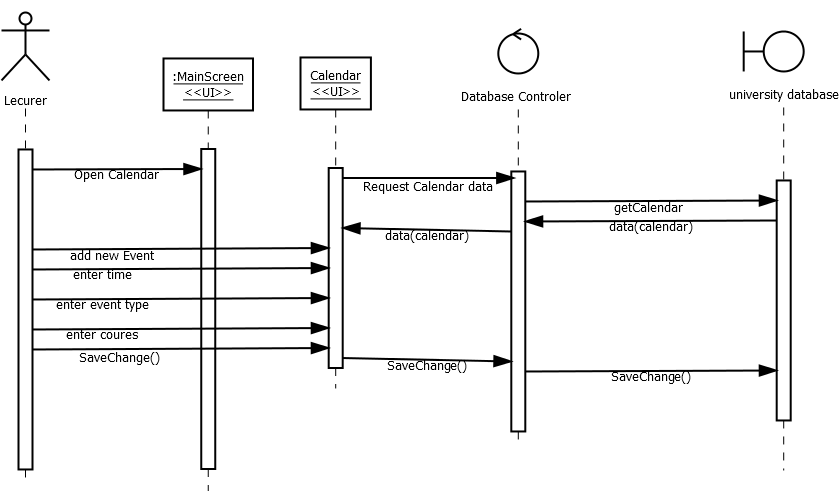 Lecurer
:MainScreen
<<UI>>
Calendar
<<UI>>
Database Controler
university database
Open Calendar
Request Calendar data
getCalendar
data(calendar)
data(calendar)
add new Event
enter time
enter event type
enter coures
SaveChange()
SaveChange()
SaveChange()